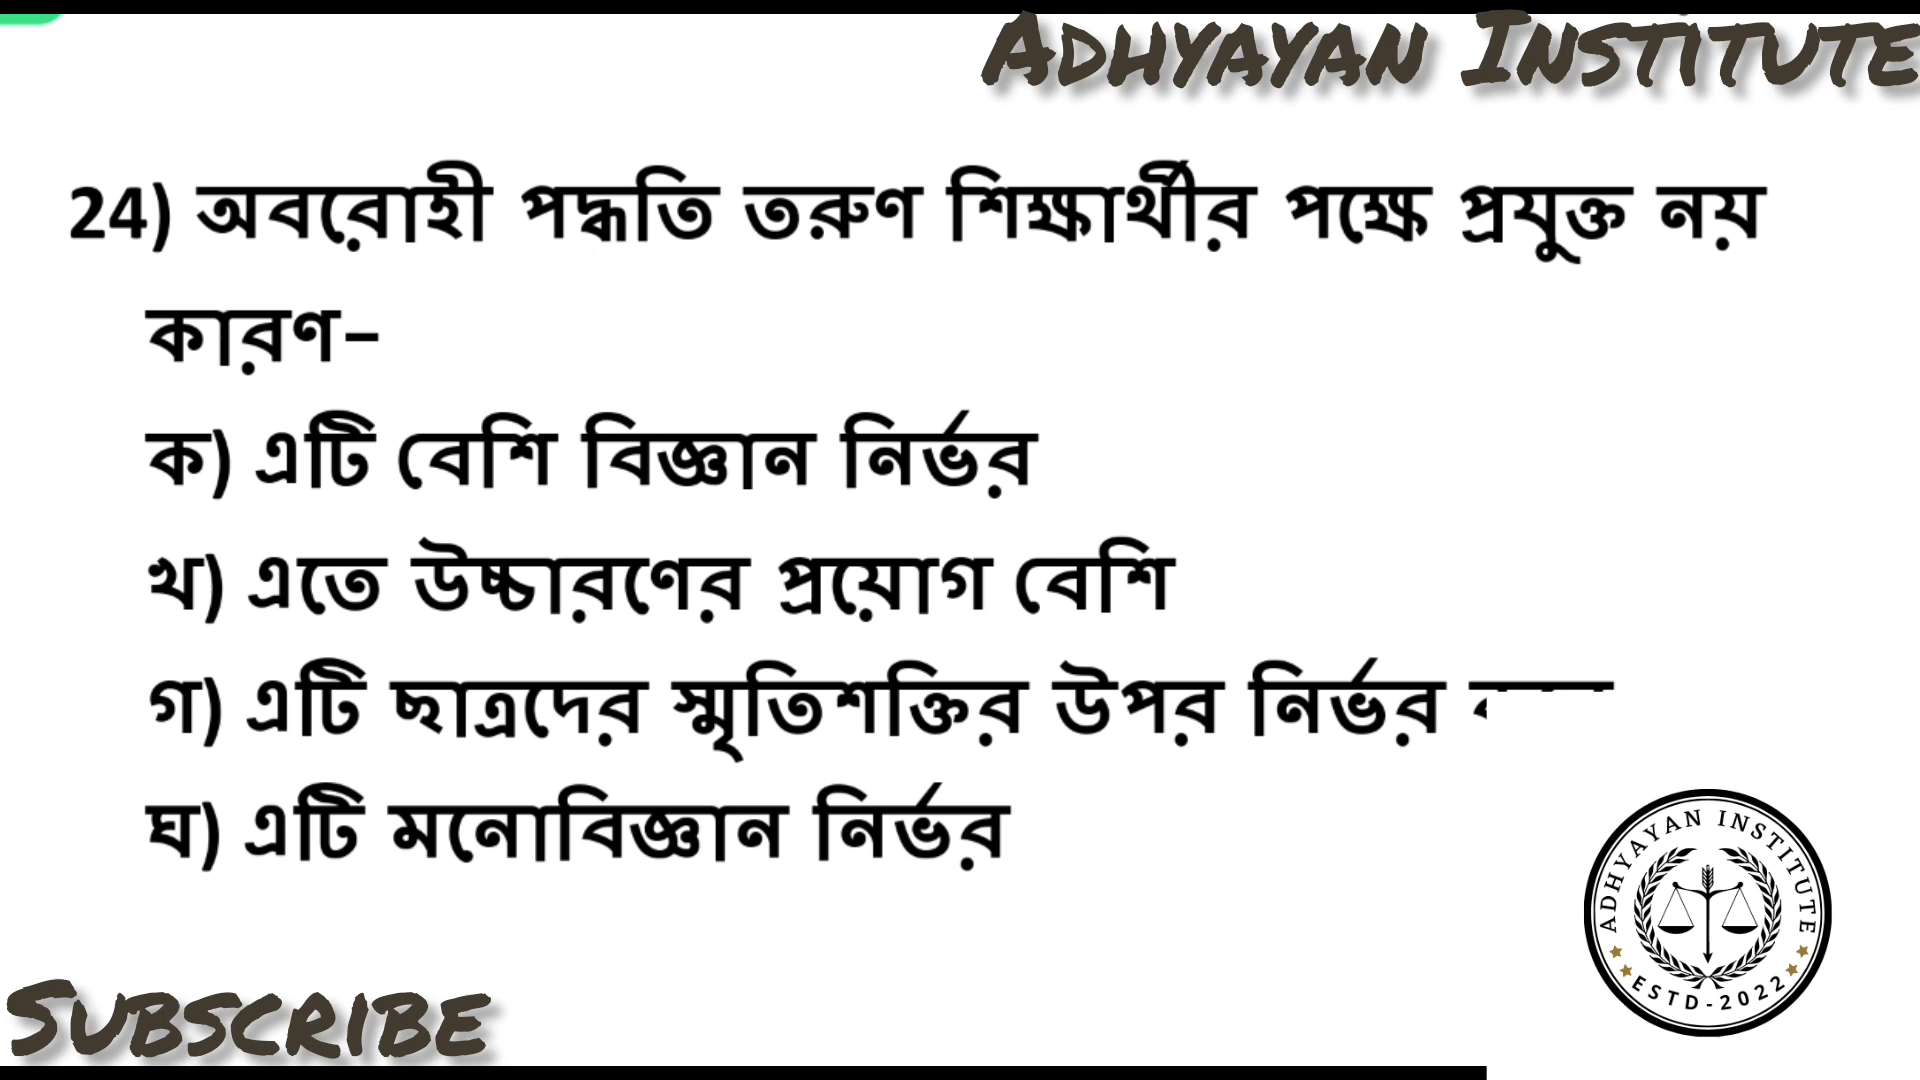 ADHYAYAN INSTITUTE
24) অবরোহী পদ্ধতি তরুণ শিক্ষার্থীর পক্ষে প্রযুক্ত নয়
কারণ–
ক) এটি বেশি বিজ্ঞান নির্ভর
খ) এতে উচ্চারণের প্রয়োগ বেশি
গ) এটি ছাত্রদের স্মৃতিশক্তির উপর নির্ভর
ঘ) এটি মনোবিজ্ঞান নির্ভর
ADHYAYAN INSTITUTE
ESTD-2022
SUBSCRIBE